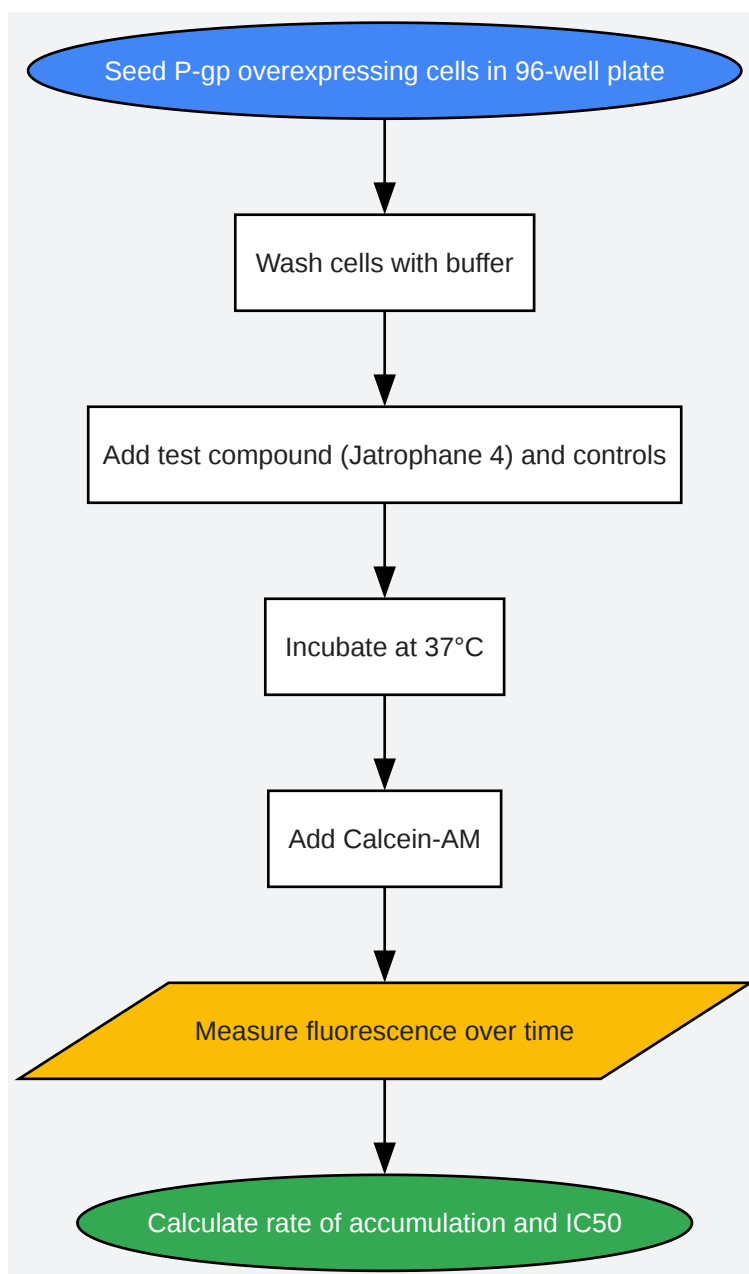 Seed P-gp overexpressing cells in 96-well plate
Wash cells with buffer
Add test compound (Jatrophane 4) and controls
Incubate at 37°C
Add Calcein-AM
Measure fluorescence over time
Calculate rate of accumulation and IC50